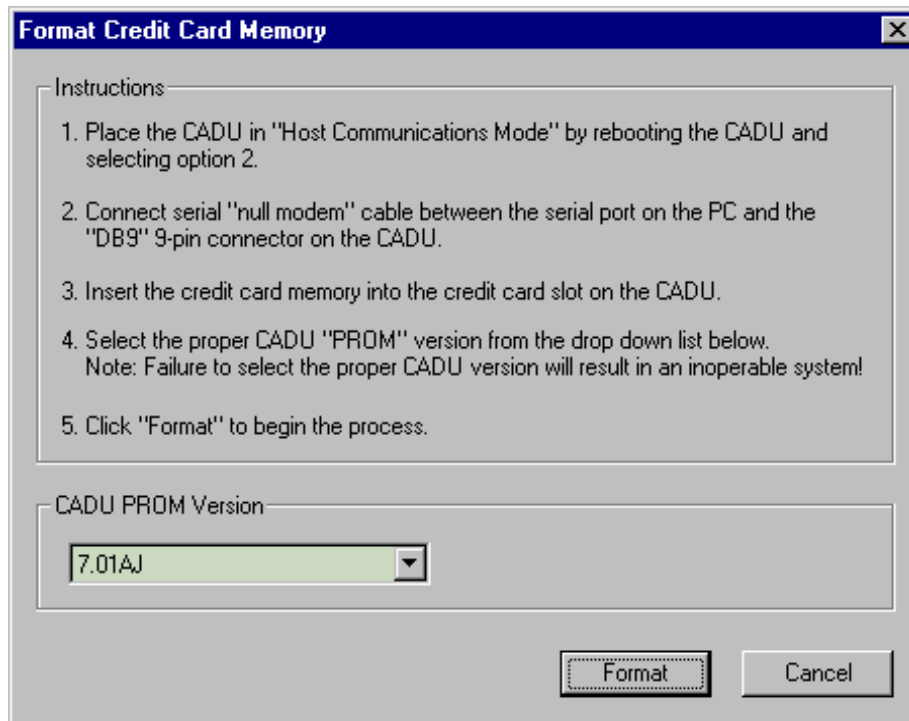 Format Credit Card Memory
Instructions
1. Place the CADU in "Host Communications Mode" by rebooting the CADU and
selecting option 2.
2. Connect serial "null modem" cable between the serial port on the PC and the
"DB9" 9-pin connector on the CADU.
3. Insert the credit card memory into the credit card slot on the CADU.
4. Select the proper CADU "PROM" version from the drop down list below.
Note: Failure to select the proper CADU version will result in an inoperable system!
5. Click "Format" to begin the process.
CADU PROM Version
7.01AJ
Format
Cancel